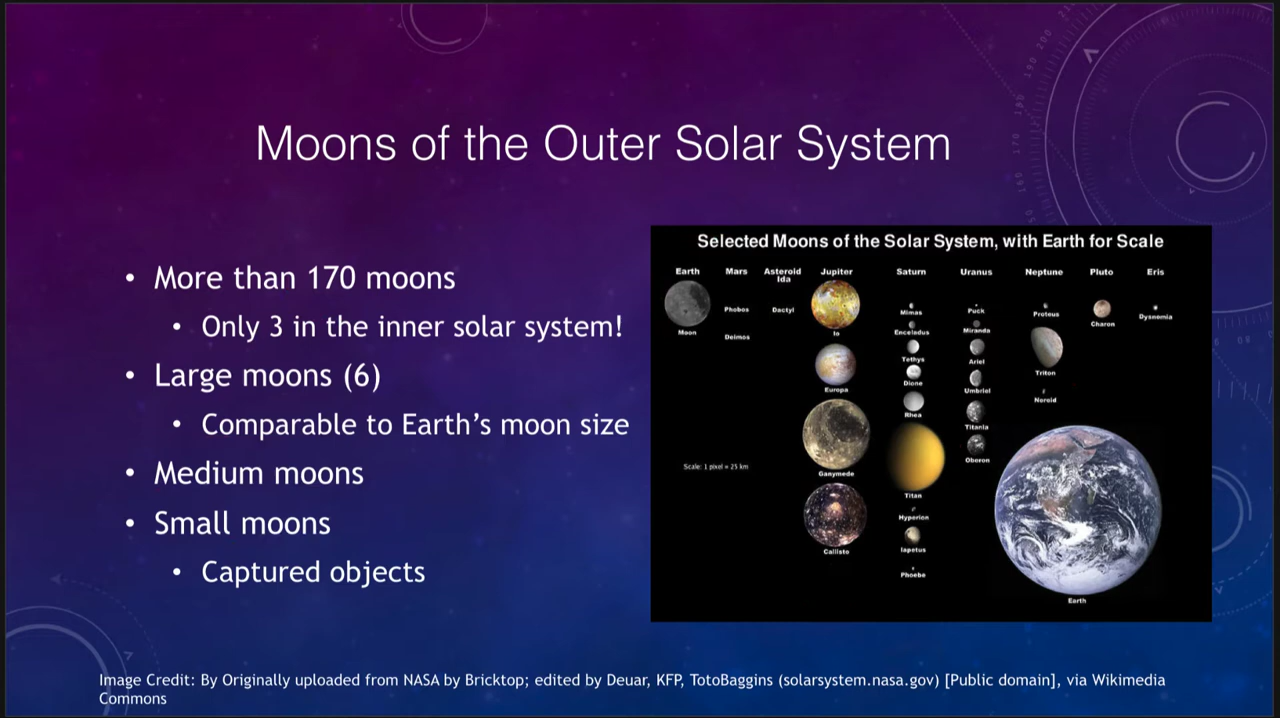 Moons of the Outer Solar System
• More than 170 moons
• Only 3 in the inner solar system!
• Large moons (6)
• Comparable to Earth’s moon size
• Medium moons
• Small moons
• Captured objects
Selected Moons of the Solar System, with Earth for Scale
Earth Mars Asteroid Ida Jupiter Saturn Uranus Neptune Pluto Eris
Moon
Phobos
Deimos
Dactyl
Io
Europa
Ganymede
Callisto
Mimas
Enceladus
Tethys
Dione
Rhea
Titan
Hyperion
Iapetus
Phoebe
Puck
Miranda
Ariel
Umbriel
Titania
Oberon
Proteus
Triton
Nereid
Charon
Dysnomia
Scale: 1 pixel = 25 km
Earth
Image Credit: By Originally uploaded from NASA by Bricktop; edited by Deuar, KFP, TotoBaggins (solarsystem.nasa.gov) [Public domain], via Wikimedia
Commons